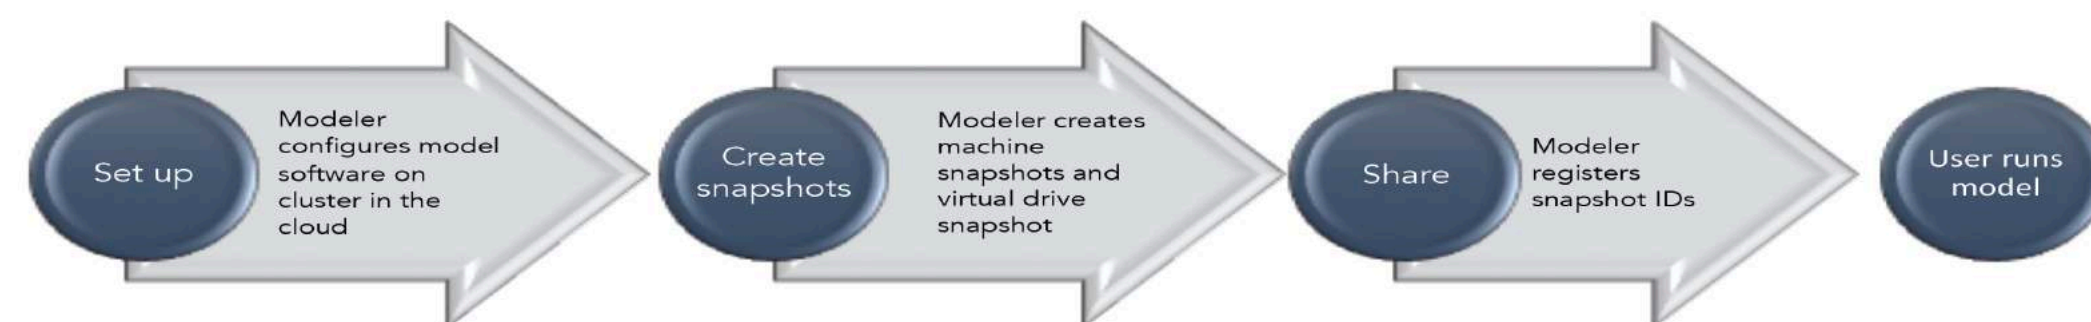 Set up
Modeler
configures model
software on
cluster in the
cloud
Create
snapshots
Modeler creates
machine
snapshots and
virtual drive
snapshot
Share
Modeler
registers
snapshot IDs
User runs
model